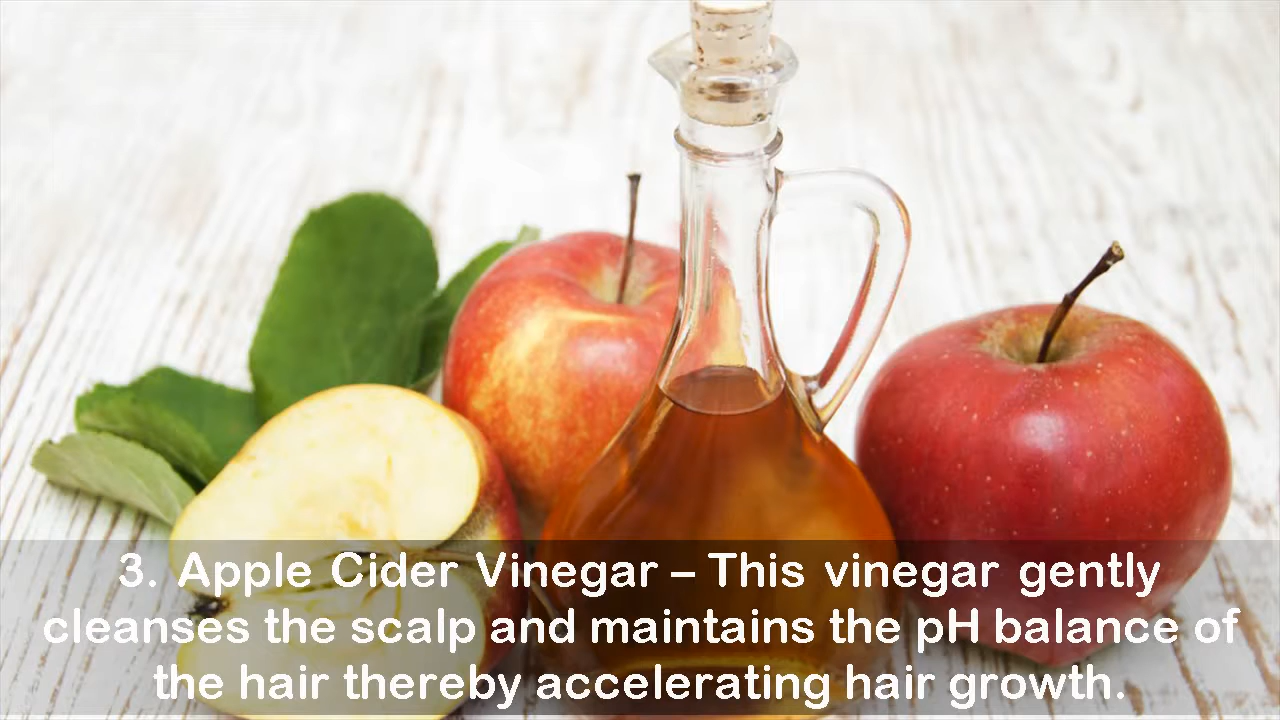 3. Apple Cider Vinegar – This vinegar gently
cleanses the scalp and maintains the pH balance of
the hair thereby accelerating hair growth.